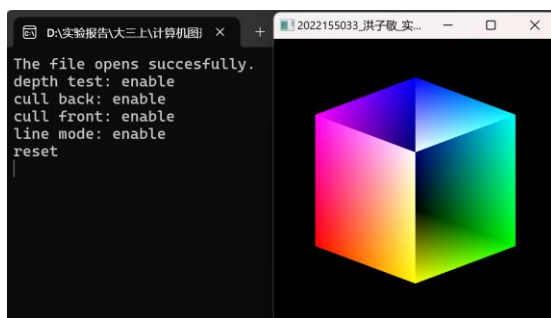 D:\实验报告\大三上\计算机图形
2022155033_洪子敬_实...
The file opens succesfully.
depth test: enable
cull back: enable
cull front: enable
line mode: enable
reset